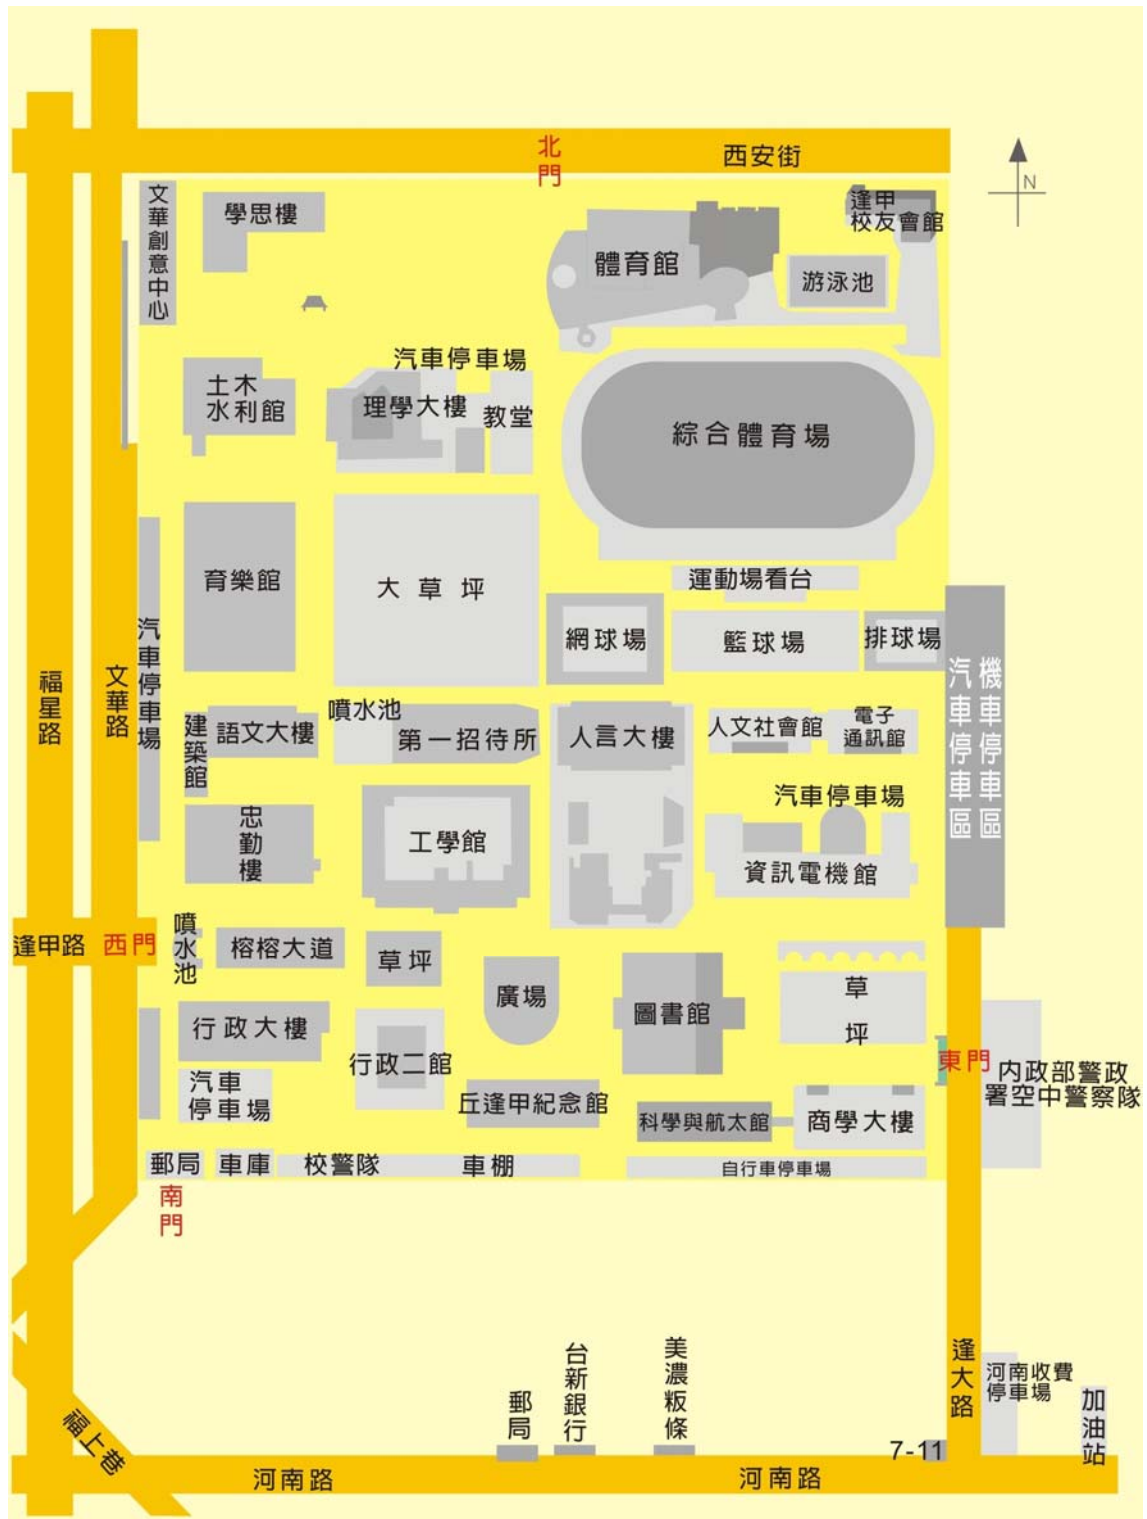 北門
西安街
N
文華創意中心
學思樓
逢甲
校友會館
體育館
游泳池
汽車停車場
土木
水利館
理學大樓
教堂
綜合體育場
育樂館
大草坪
運動場看台
網球場
籃球場
排球場
汽車停車場
福星路
文華路
汽車停車區
機車停車區
建築館
語文大樓
噴水池
第一招待所
人言大樓
人文社會館
電子
通訊館
汽車停車場
忠勤樓
工學館
資訊電機館
逢甲路
西門
噴水池
榕榕大道
草坪
廣場
圖書館
草坪
行政大樓
行政二館
東門
內政部警政
署空中警察隊
汽車
停車場
丘逢甲紀念館
科學與航太館
商學大樓
郵局
車庫
校警隊
車棚
自行車停車場
南門
逢大路
河南收費
停車場
加油站
郵局
台新銀行
美濃粄條
7-11
福上巷
河南路
河南路